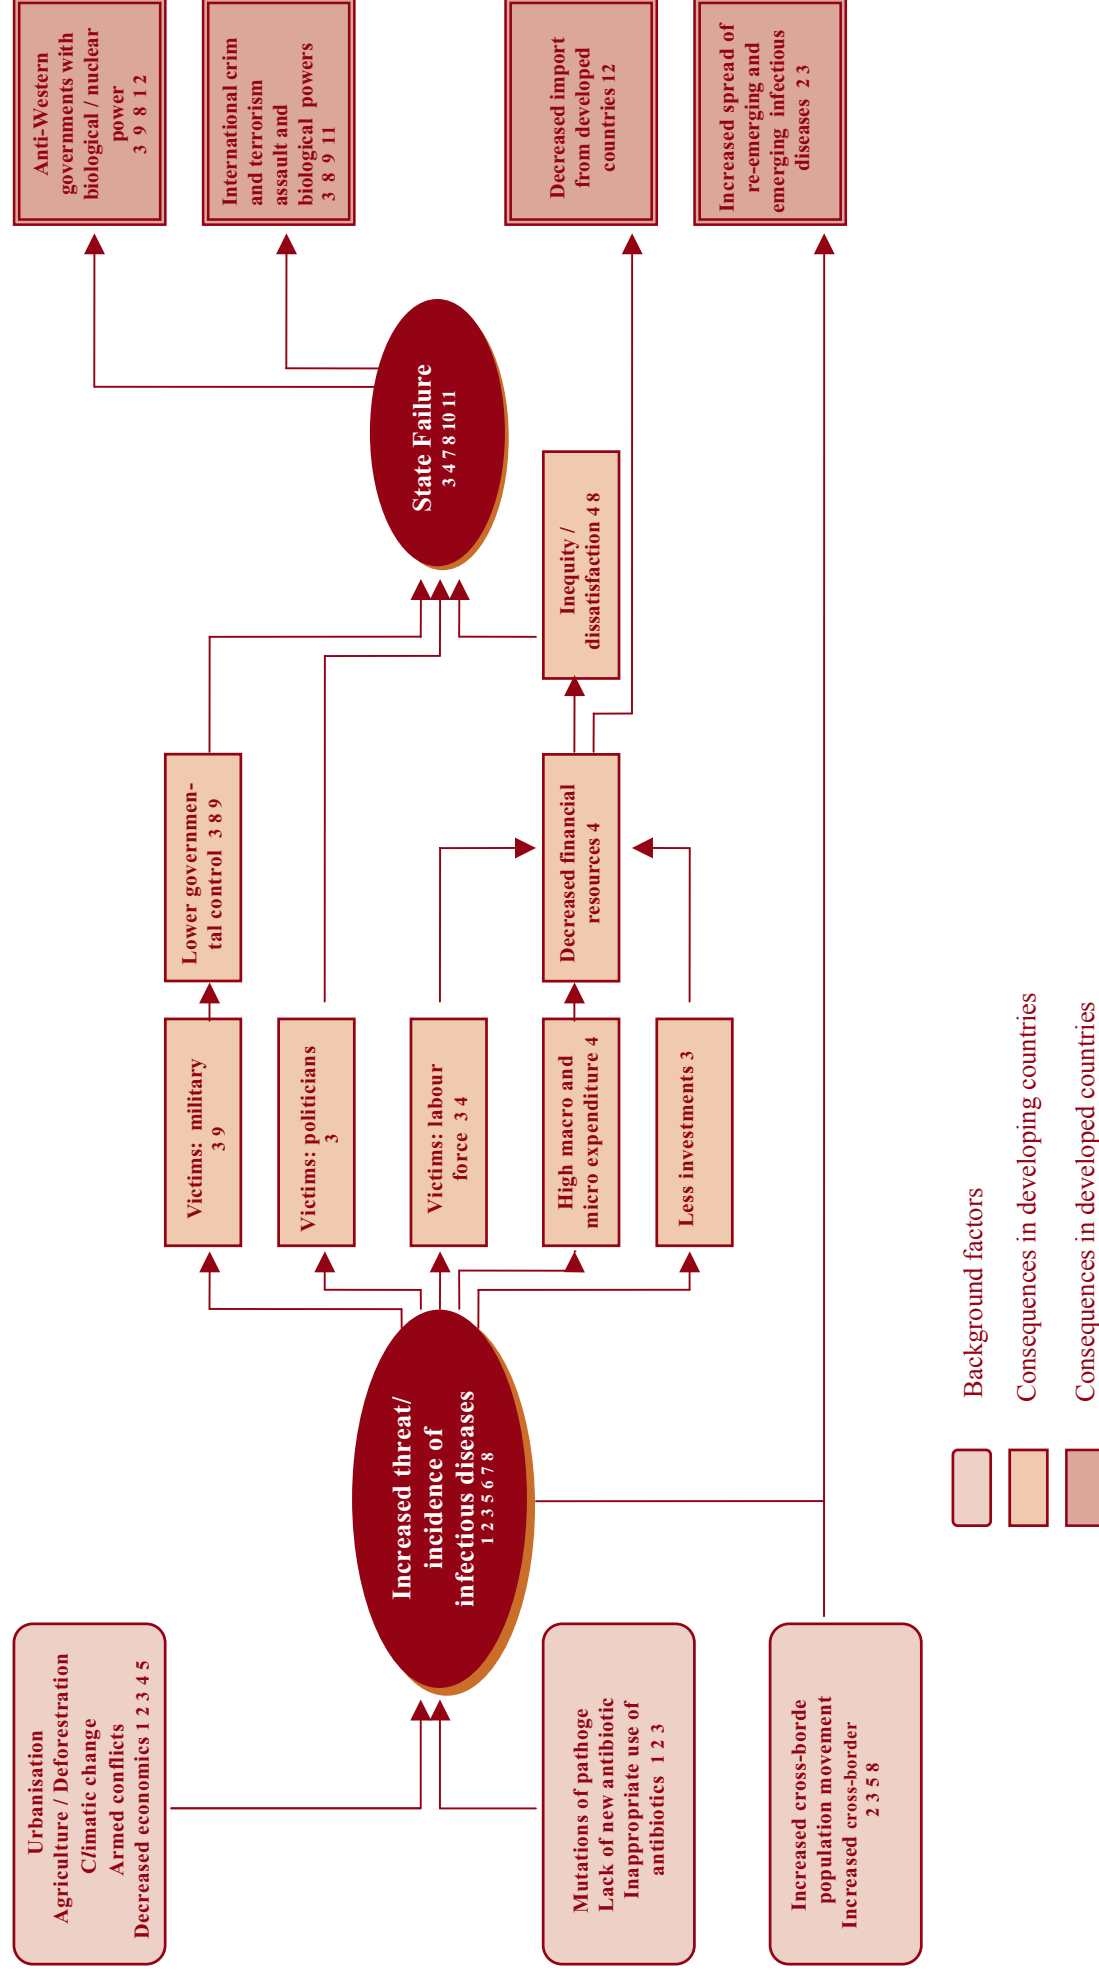 Urbanisation
Agriculture / Deforestration
Climatic change
Armed conflicts
Decreased economics 1 2 3 4 5
Mutations of pathoge
Lack of new antibiotic
Inappropriate use of
antibiotics 1 2 3
Increased cross-borde
population movement
Increased cross-border
2 3 5 8
Increased threat/
incidence of
infectious diseases
1 2 3 5 6 7 8
Victims: military
3 9
Victims: politicians
3
Victims: labour
force 3 4
High macro and
micro expenditure 4
Less investments 3
Lower governmen-
tal control 3 8 9
Decreased financial
resources 4
Inequity /
dissatisfaction 4 8
State Failure
3 4 7 8 10 11
Anti-Western
governments with
biological / nuclear
power
3 9 8 1 2
International crim
and terrorism
assault and
biological powers
3 8 9 11
Decreased import
from developed
countries 12
Increased spread of
re-emerging and
emerging infectious
diseases 2 3
Background factors
Consequences in developing countries
Consequences in developed countries